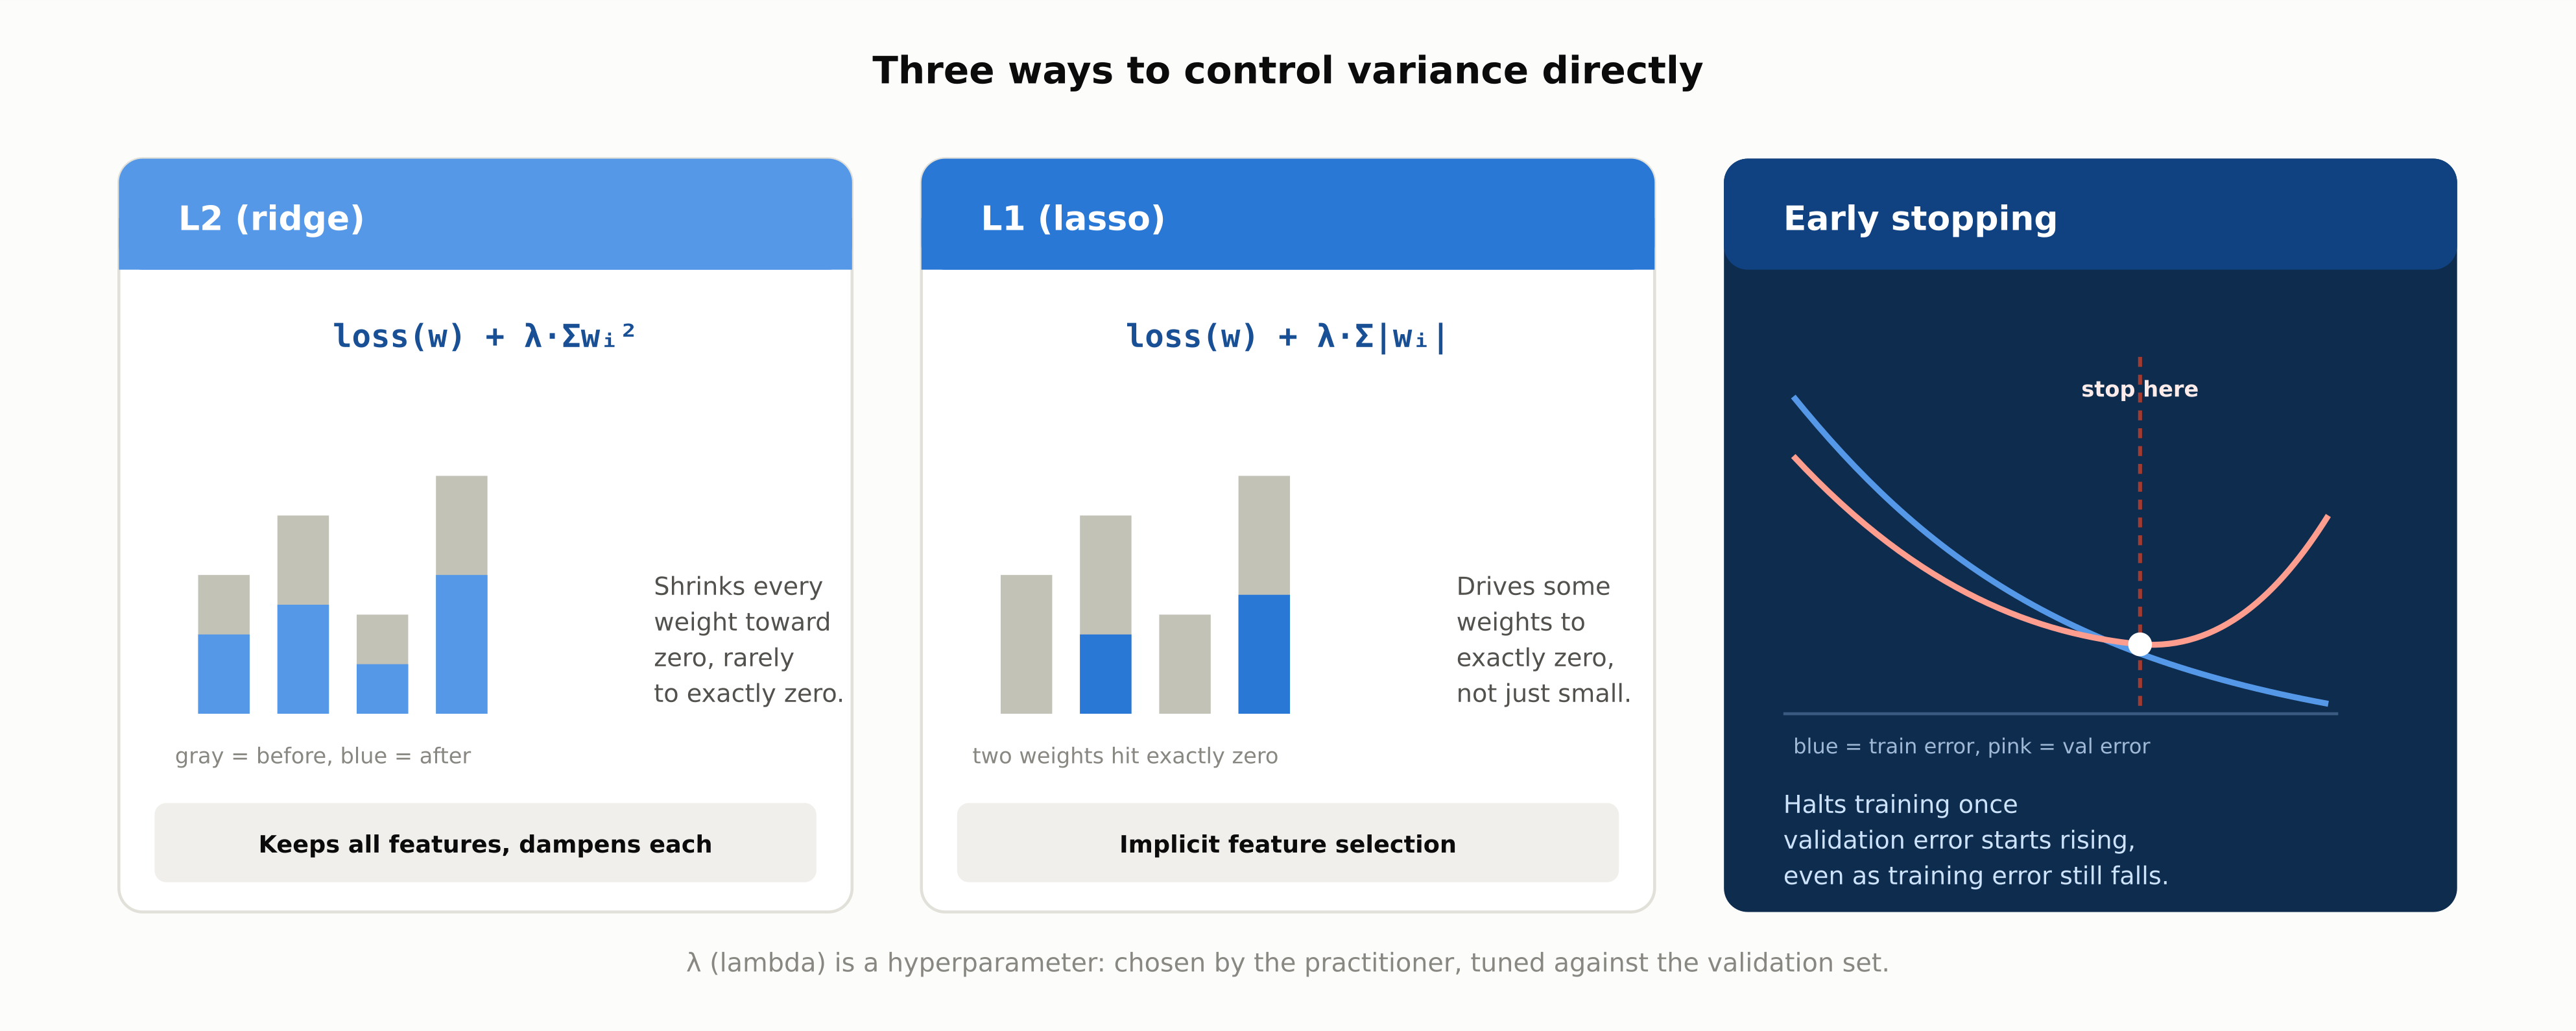 Three ways to control variance directly
L2 (ridge)
loss(w) + λ·Σwᵢ²
Shrinks every
weight toward
zero, rarely
to exactly zero.
gray = before, blue = after
Keeps all features, dampens each
L1 (lasso)
loss(w) + λ·Σ|wᵢ|
Drives some
weights to
exactly zero,
not just small.
two weights hit exactly zero
Implicit feature selection
Early stopping
stop here
blue = train error, pink = val error
Halts training once
validation error starts rising,
even as training error still falls.
λ (lambda) is a hyperparameter: chosen by the practitioner, tuned against the validation set.